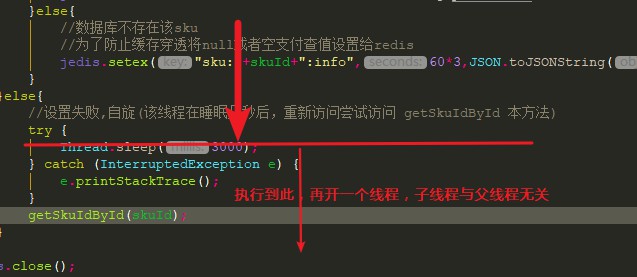 }else{
//数据库不存在该sku
//为了防止缓存穿透将null或者空支付查值设置给redis
jedis.setex( key: "sku: +skuId+":info", seconds: 60*3,JSON.toJSONString(
}
}else{
//设置失败,自旋(该线程在睡眠 秒后，重新访问尝试访问 getSkuIdById 本方法)
try {
Thread.sleep( millis: 3000);
} catch (InterruptedException e) {
e.printStackTrace();
执行到此，再开一个线程，子线程与父线程无关
}
getSkuIdById(skuId);
}
s.close();